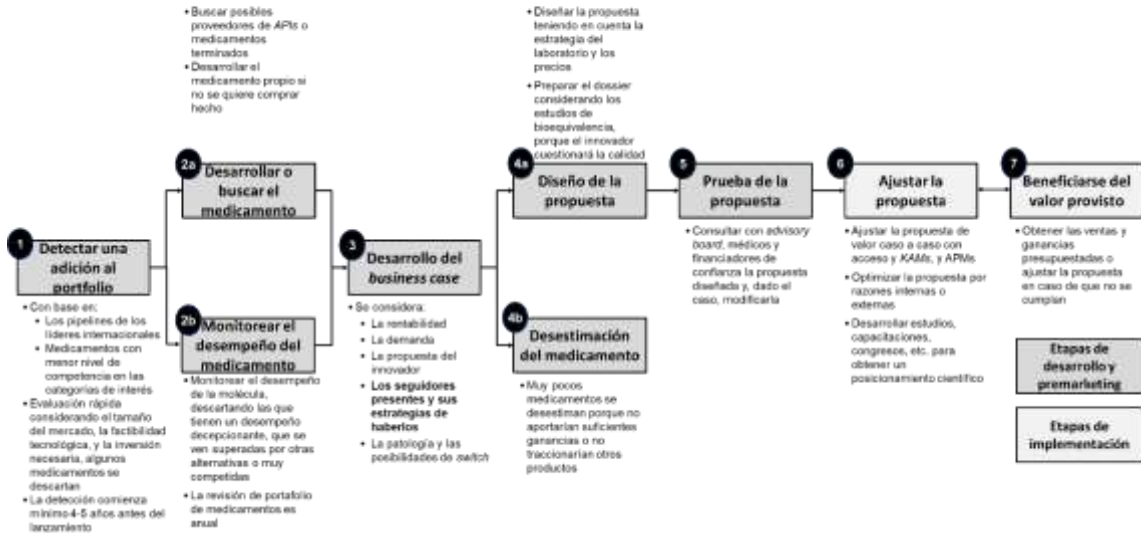 • Buscar posibles
proveedores de APIs o
medicamentos
terminados
• Desarrollar el
medicamento propio si
no se quiere comprar
hecho
• Diseñar la propuesta
teniendo en cuenta la
estrategia del
laboratorio y los
precios
• Preparar el dossier
considerando los
estudios de
bioequivalencia,
porque el innovador
cuestionará la calidad
1
Detectar una
adición al
portfolio
• Con base en:
• Los pipelines de los
líderes internacionales
• Medicamentos con
menor nivel de
competencia en las
categorías de interés
• Evaluación rápida
considerando el tamaño
del mercado, la factibilidad
tecnológica, y la inversión
necesaria, algunos
medicamentos se
descartan
• La detección comienza
mínimo 4-5 años antes del
lanzamiento
2a
Desarrollar o
buscar el
medicamento
2b
Monitorear el
desempeño del
medicamento
• Monitorear el desempeño
de la molécula,
descartando las que
tienen un desempeño
decepcionante, que se
ven superadas por otras
alternativas o muy
competidas
• La revisión de portafolio
de medicamentos es
anual
3
Desarrollo del
business case
• Se considera:
• La rentabilidad
• La demanda
• La propuesta del
innovador
• Los seguidores
presentes y sus
estrategias de
haberlos
• La patología y las
posibilidades de switch
4a
Diseño de la
propuesta
4b
Desestimación
del medicamento
• Muy pocos
medicamentos se
desestiman porque no
aportarían suficientes
ganancias o no
traccionarían otros
productos
5
Prueba de la
propuesta
• Consultar con advisory
board, médicos y
financiadores de
confianza la propuesta
diseñada y, dado el
caso, modificarla
6
Ajustar la
propuesta
• Ajustar la propuesta de
valor caso a caso con
acceso y KAMs, y APMs
• Optimizar la propuesta por
razones internas o
externas
• Desarrollar estudios,
capacitaciones,
congresos, etc. para
obtener un
posicionamiento científico
7
Beneficiarse del
valor provisto
• Obtener las ventas y
ganancias
presupuestadas o
ajustar la propuesta
en caso de que no se
cumplan
Etapas de
desarrollo y
premarketing
Etapas de
implementación